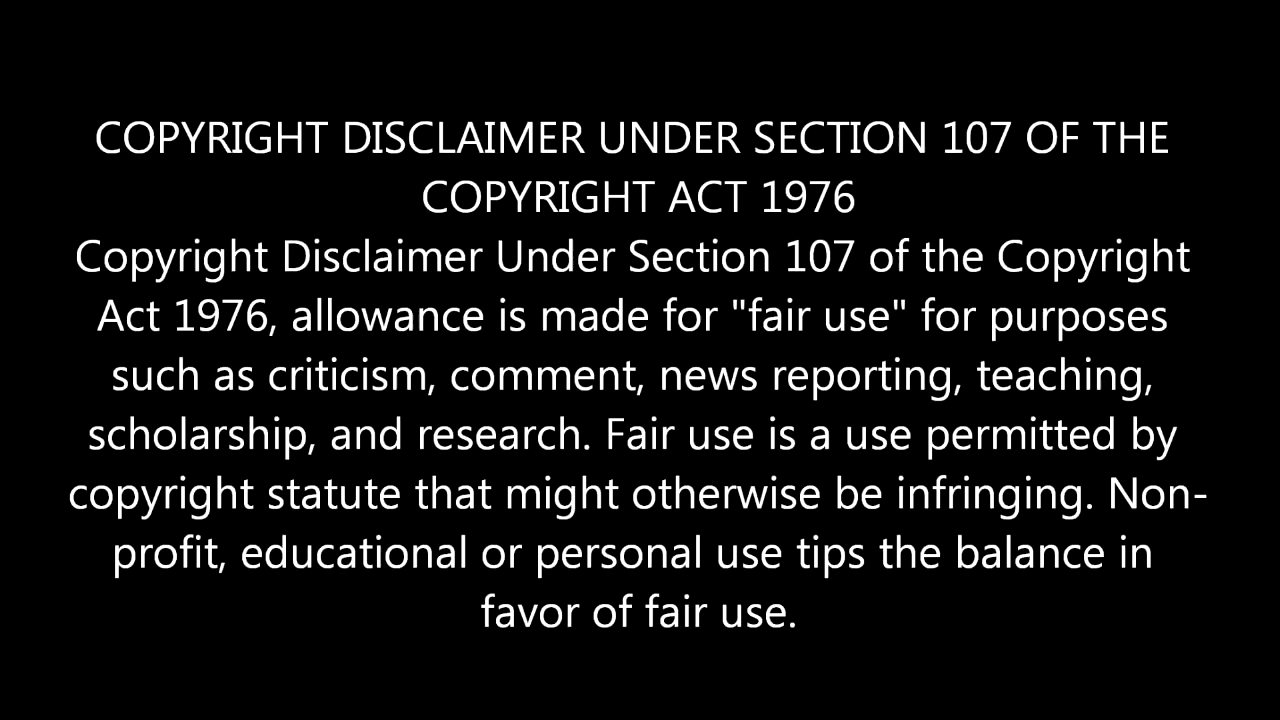 COPYRIGHT DISCLAIMER UNDER SECTION 107 OF THE
COPYRIGHT ACT 1976
Copyright Disclaimer Under Section 107 of the Copyright
Act 1976, allowance is made for "fair use" for purposes
such as criticism, comment, news reporting, teaching,
scholarship, and research. Fair use is a use permitted by
copyright statute that might otherwise be infringing. Non-
profit, educational or personal use tips the balance in
favor of fair use.